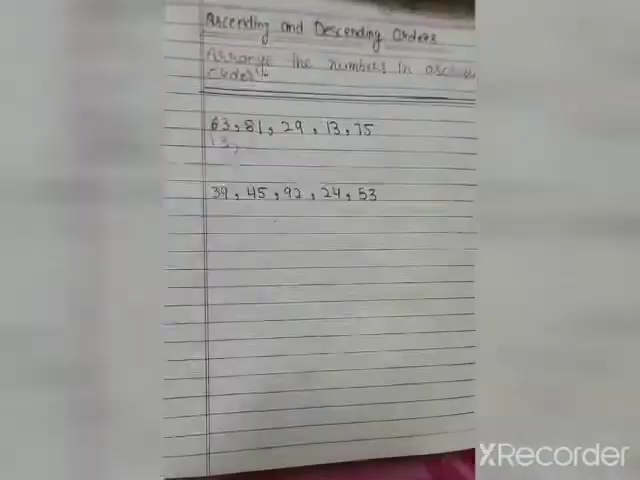 Ascending and Descending Orders
Arrange the numbers in
Order:-
63, 81, 29, 13, 75
13,
39, 45, 92, 24, 53
XRecorder